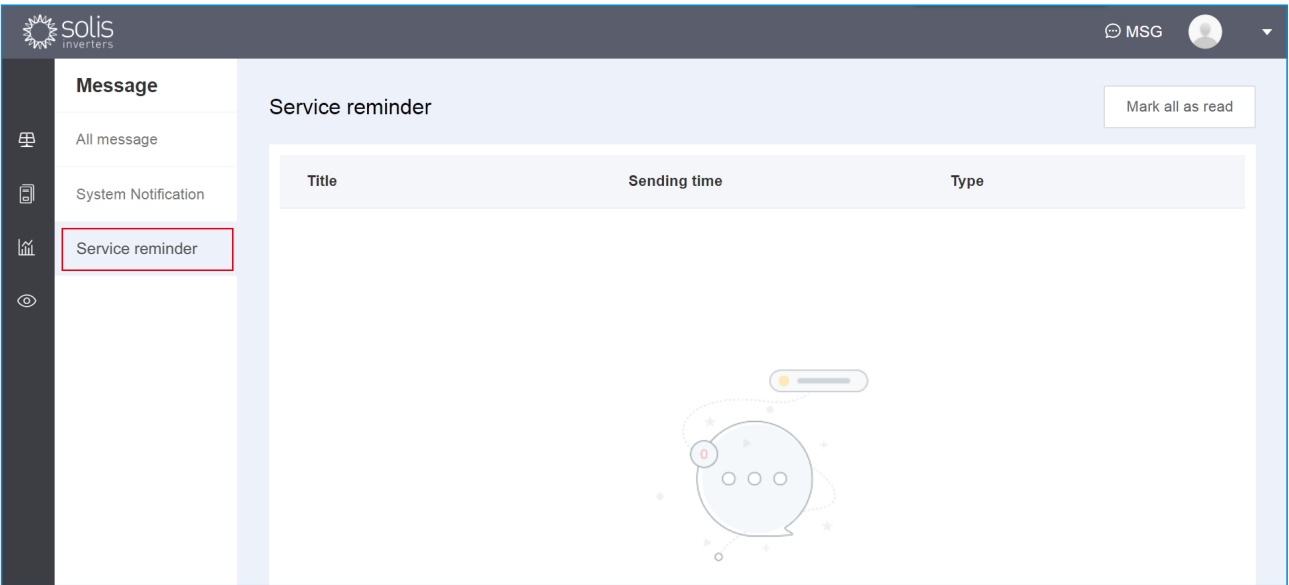 solis
inverters
MSG
Message
All message
System Notification
Service reminder
Service reminder
Mark all as read
Title Sending time Type
0